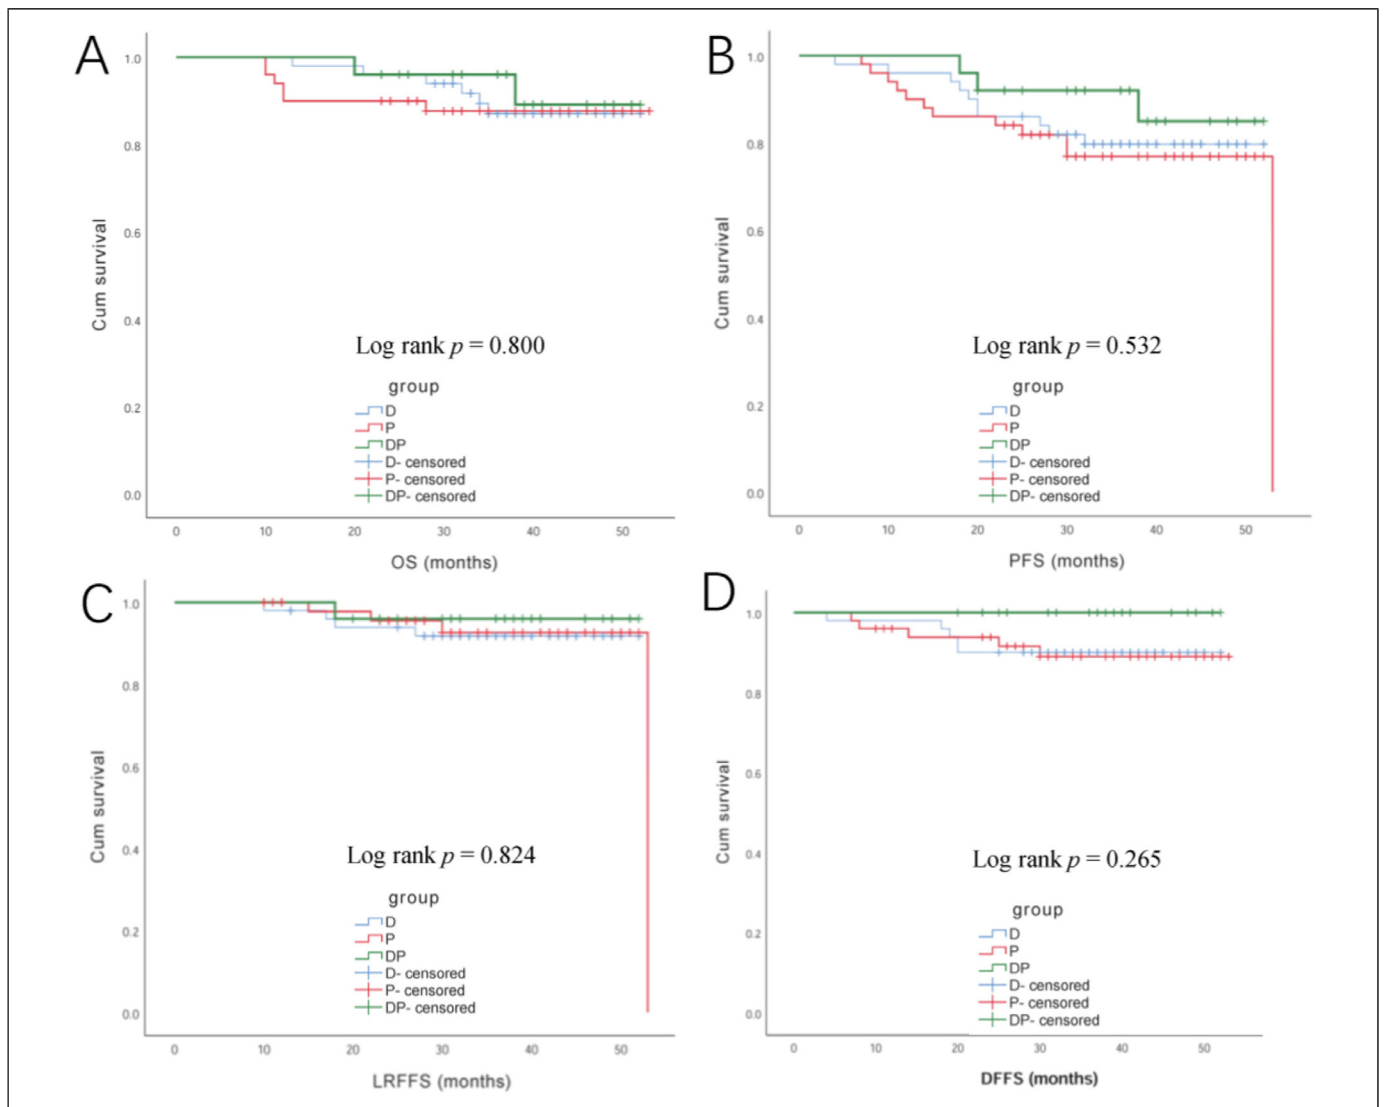 A
1.0
0.8
0.6
0.4
0.2
0.0
Cum survival
Log rank p = 0.800
group
D
P
DP
D- censored
P- censored
DP- censored
0 10 20 30 40 50
OS (months)
B
1.0
0.8
0.6
0.4
0.2
0.0
Cum survival
Log rank p = 0.532
group
D
P
DP
D- censored
P- censored
DP- censored
0 10 20 30 40 50
PFS (months)
C
1.0
0.8
0.6
0.4
0.2
0.0
Cum survival
Log rank p = 0.824
group
D
P
DP
D- censored
P- censored
DP- censored
0 10 20 30 40 50
LRFFS (months)
D
1.0
0.8
0.6
0.4
0.2
0.0
Cum survival
Log rank p = 0.265
group
D
P
DP
D- censored
P- censored
DP- censored
0 10 20 30 40 50
DFFS (months)